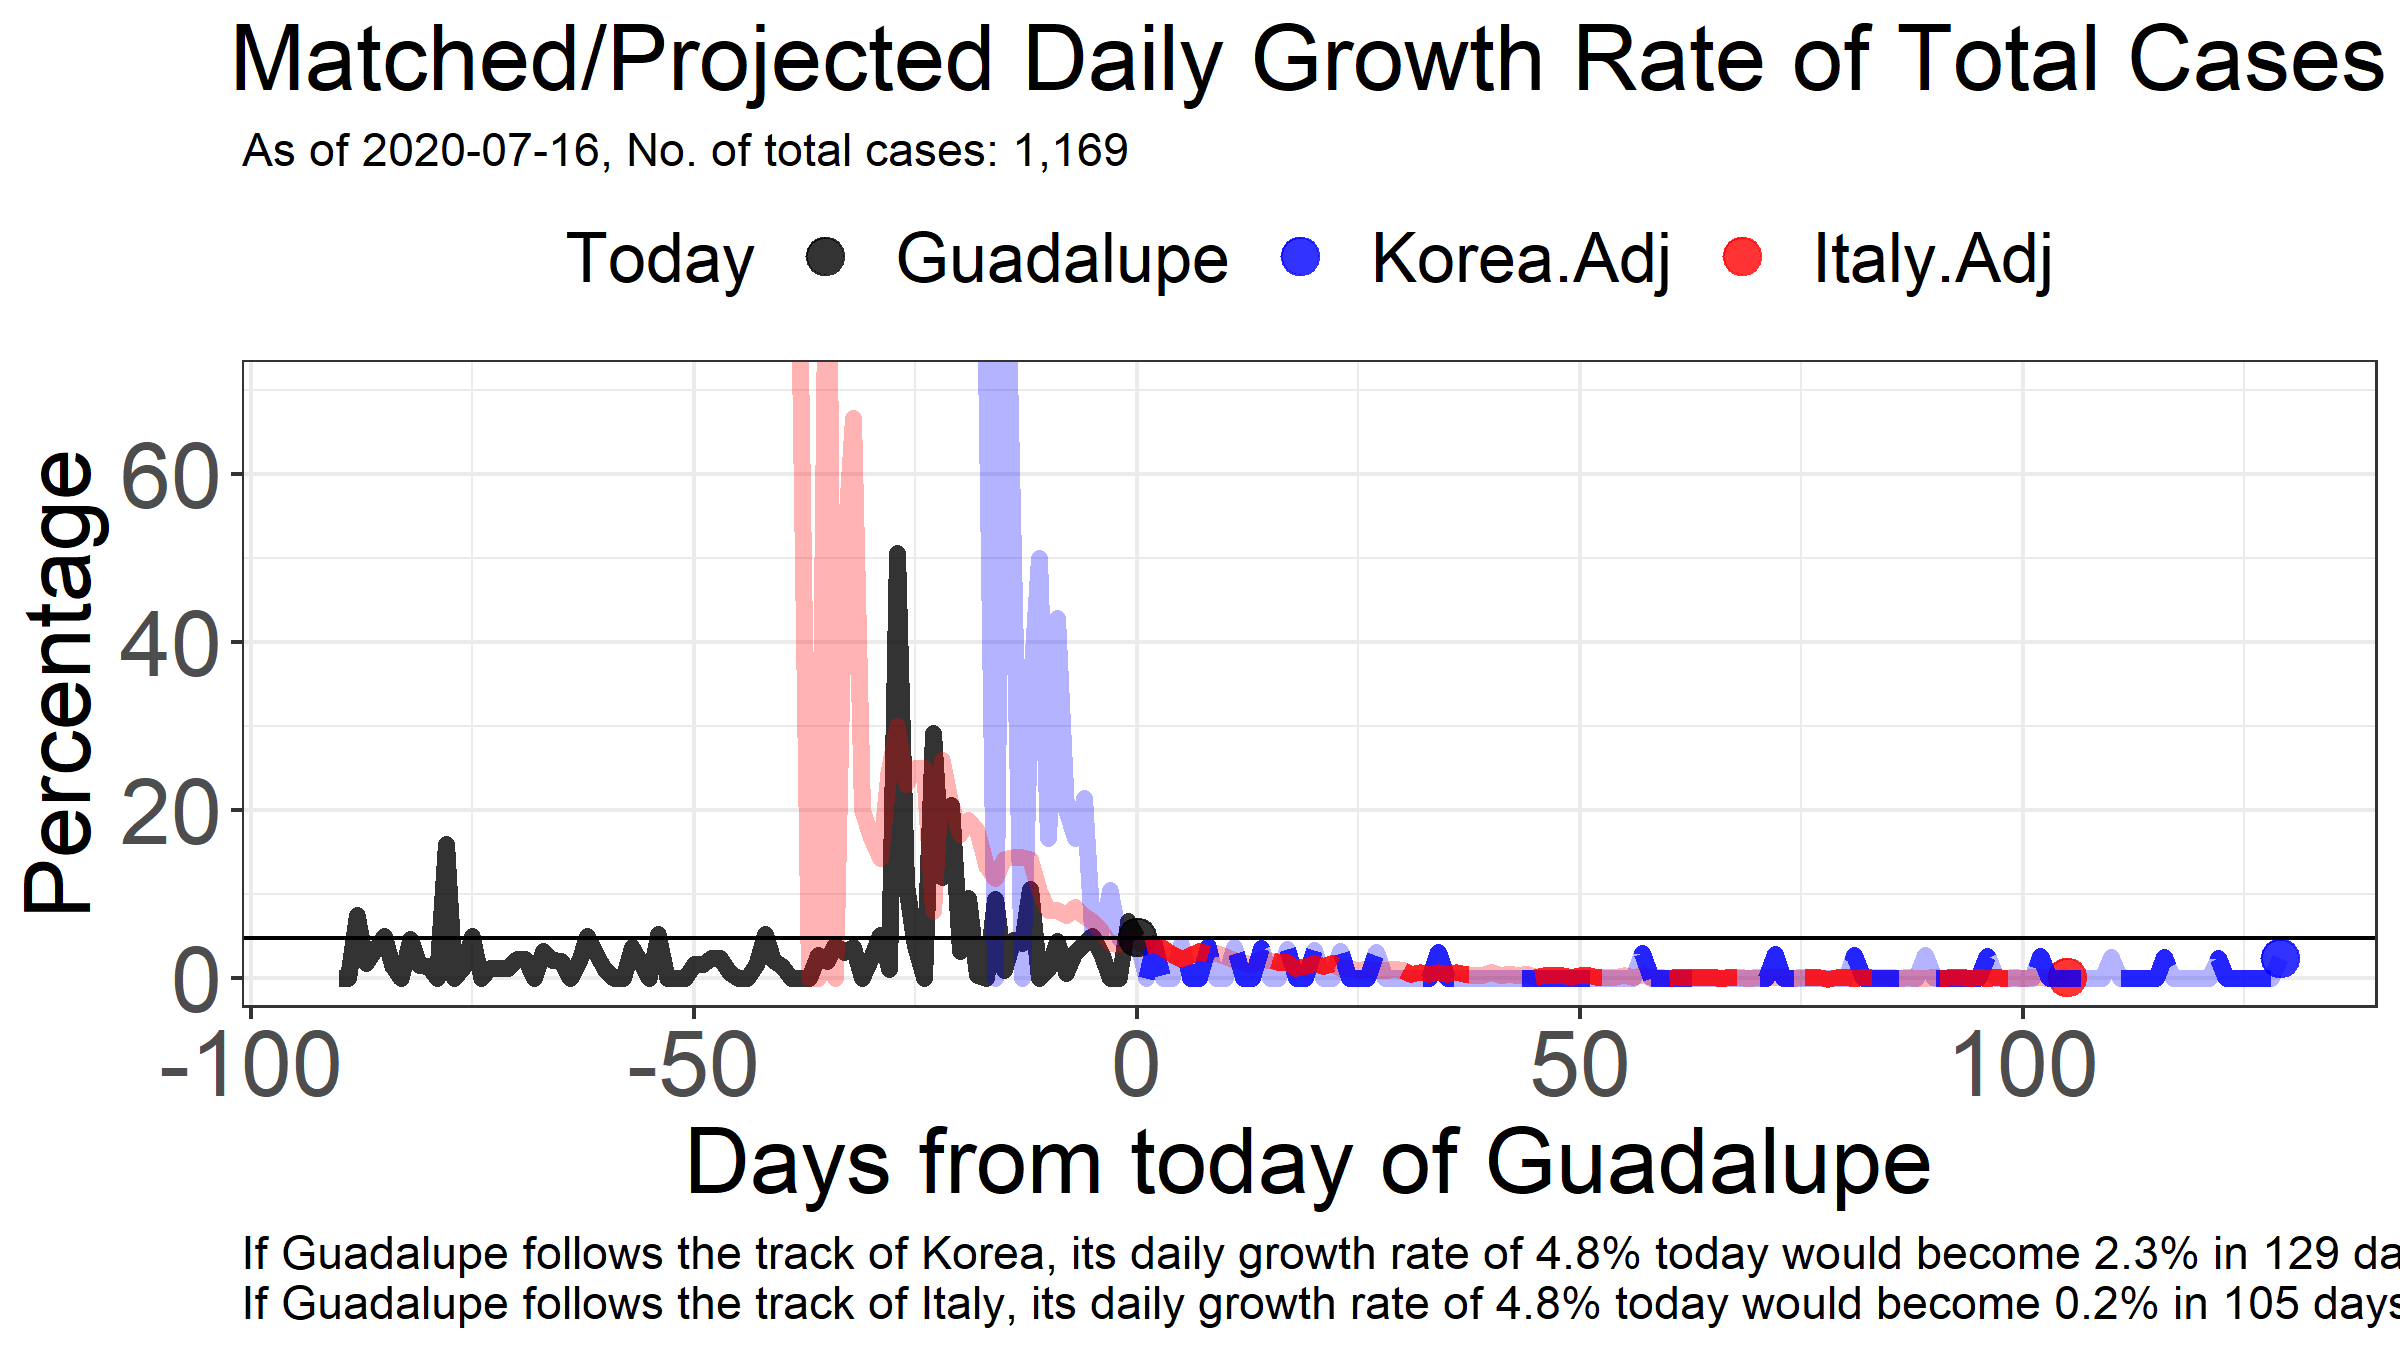 Matched/Projected Daily Growth Rate of Total Cases
As of 2020-07-16, No. of total cases: 1,169
Today Guadalupe Korea.Adj Italy.Adj
Percentage
60
40
20
0
-100 -50 0 50 100
Days from today of Guadalupe
If Guadalupe follows the track of Korea, its daily growth rate of 4.8% today would become 2.3% in 129 da
If Guadalupe follows the track of Italy, its daily growth rate of 4.8% today would become 0.2% in 105 days